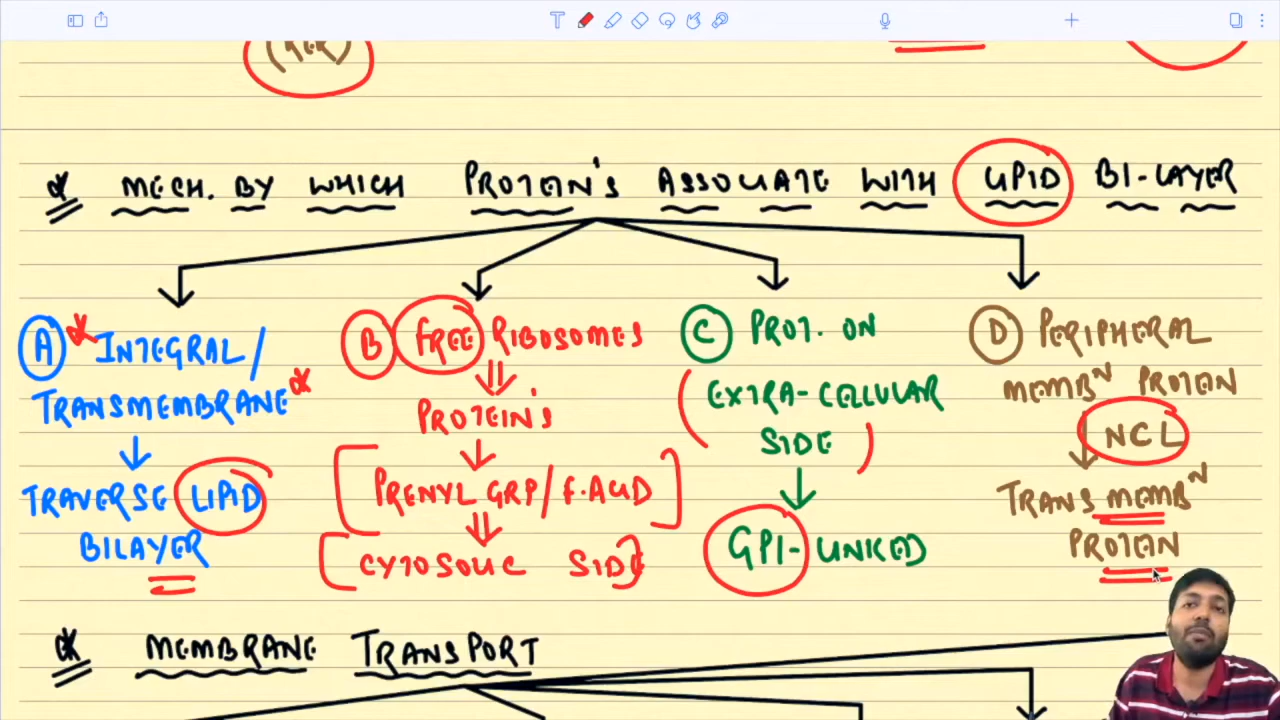 (RER)
* MECH. BY WHICH PROTEIN'S ASSOCIATE WITH LIPID BI-LAYER
A * INTEGRAL/
TRANSMEMBRANE *
TRAVERSE LIPID
BILAYER
B FREE RIBOSOMES
PROTEIN'S
[PRENYL GRP/F.ACID]
[CYTOSOLIC SIDE]
C PROT. ON
(EXTRA-CELLULAR
SIDE)
GPI-LINKED
D PERIPHERAL
MEMBᴺ PROTEIN
NCL
TRANS MEMBᴺ
PROTEIN
* MEMBRANE TRANSPORT